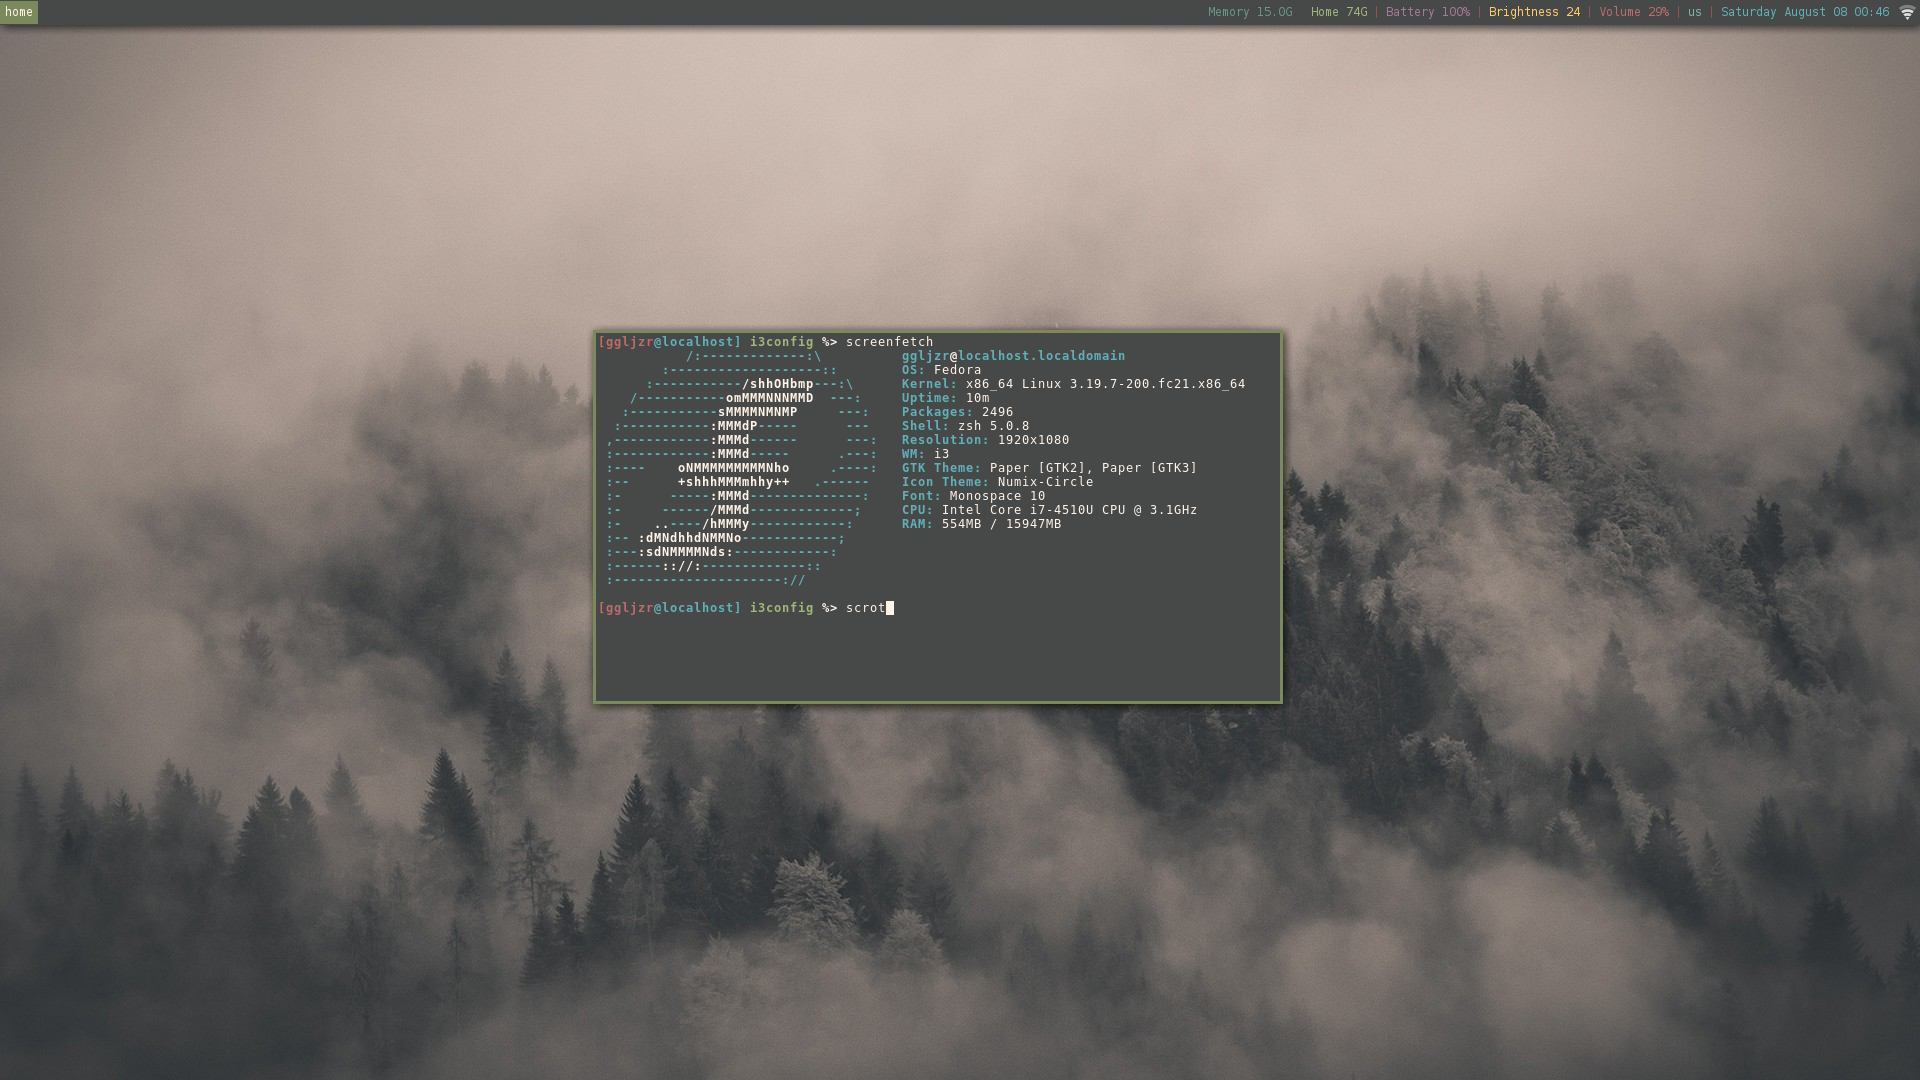 home
Memory 15.0G Home 74G | Battery 100% | Brightness 24 | Volume 29% | us | Saturday August 08 00:46
[ggljzr@localhost] i3config %> screenfetch
/:-------------:\ ggljzr@localhost.localdomain
:-------------------:: OS: Fedora
:-----------/shhOHbmp---:\ Kernel: x86_64 Linux 3.19.7-200.fc21.x86_64
/-----------omMMMNNNMMD ---: Uptime: 10m
:-----------sMMMMNMNMP ---: Packages: 2496
:-----------:MMMdP----- --- Shell: zsh 5.0.8
,------------:MMMd------ ---: Resolution: 1920x1080
:------------:MMMd----- .---: WM: i3
:---- oNMMMMMMMMMNho .----: GTK Theme: Paper [GTK2], Paper [GTK3]
:-- +shhhMMMmhhy++ .------ Icon Theme: Numix-Circle
:- -----:MMMd--------------: Font: Monospace 10
:- ------/MMMd-------------; CPU: Intel Core i7-4510U CPU @ 3.1GHz
:- ..----/hMMMy------------: RAM: 554MB / 15947MB
:-- :dMNdhhdNMMNo------------;
:---:sdNMMMMNds:------------:
:------:://:-------------::
:---------------------://
[ggljzr@localhost] i3config %> scrot